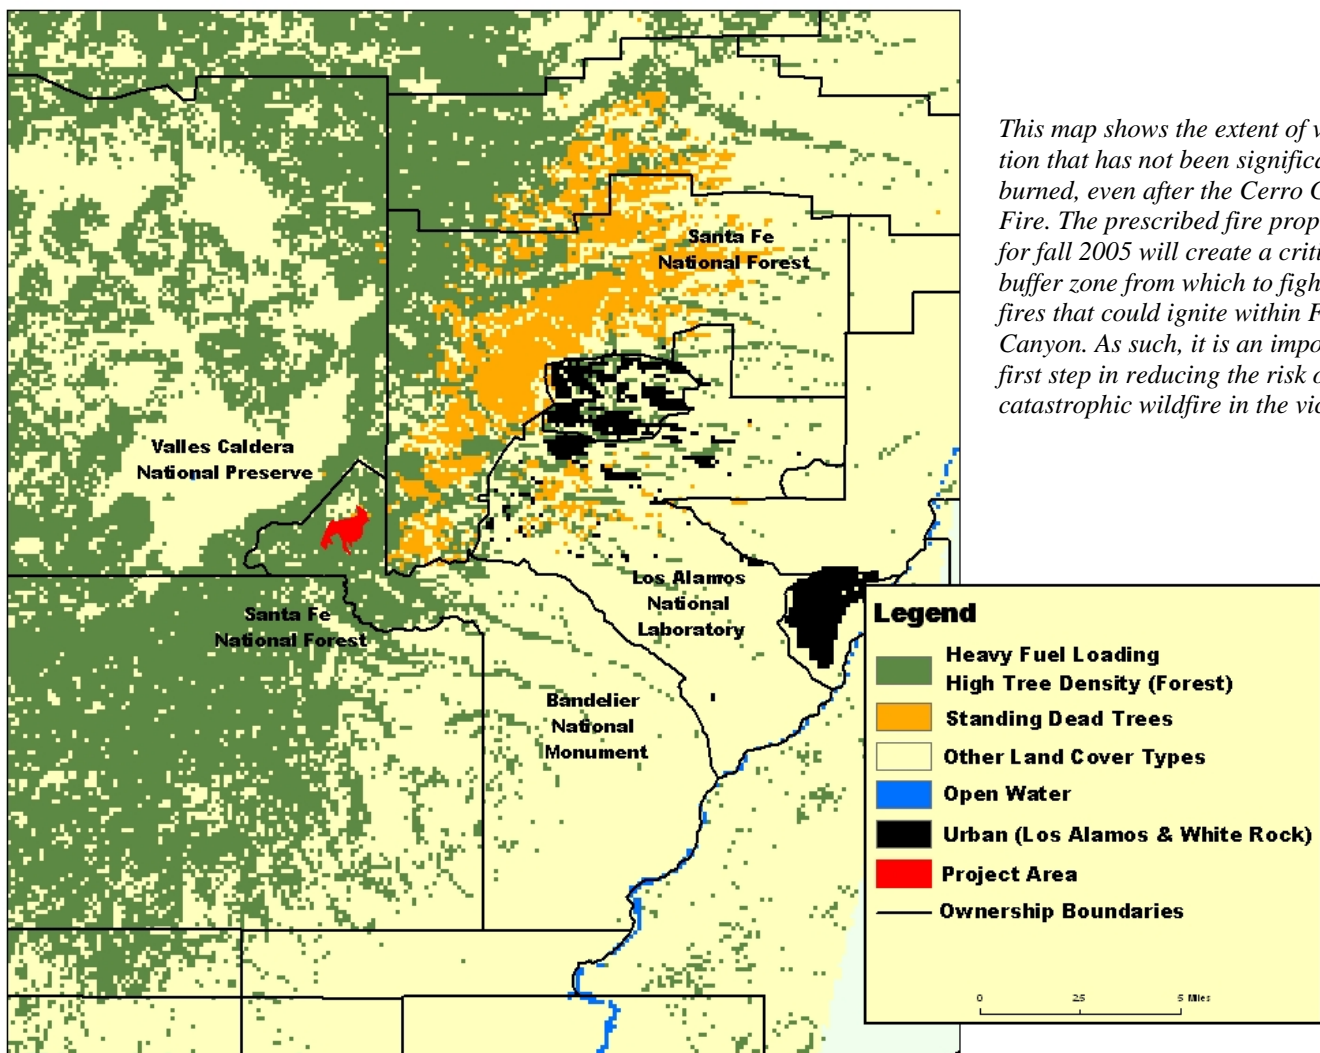 This map shows the extent of v
tion that has not been significa
burned, even after the Cerro G
Fire. The prescribed fire prop
for fall 2005 will create a criti
buffer zone from which to figh
fires that could ignite within F
Canyon. As such, it is an impo
first step in reducing the risk o
catastrophic wildfire in the vic
Santa Fe
National Forest
Valles Caldera
National Preserve
Santa Fe
National Forest
Los Alamos
National
Laboratory
Bandelier
National
Monument
Legend
Heavy Fuel Loading
High Tree Density (Forest)
Standing Dead Trees
Other Land Cover Types
Open Water
Urban (Los Alamos & White Rock)
Project Area
Ownership Boundaries
0 2.5 5 Miles